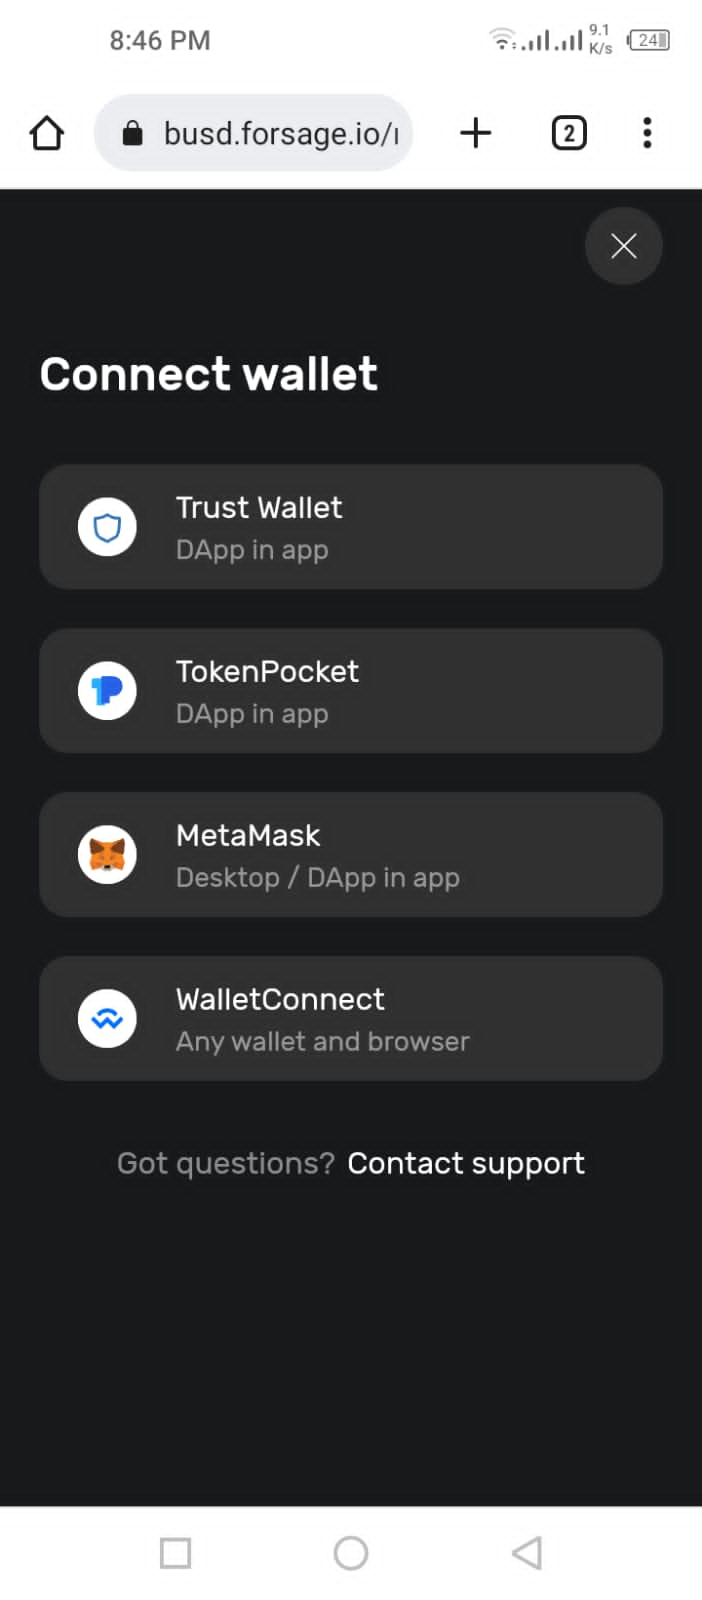 8:46 PM
9.1
K/s
24
busd.forsage.io/
2
Connect wallet
Trust Wallet
DApp in app
TokenPocket
DApp in app
MetaMask
Desktop / DApp in app
WalletConnect
Any wallet and browser
Got questions? Contact support